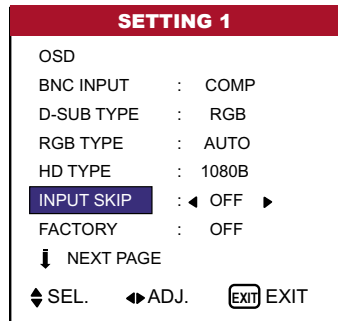 SETTING 1
OSD
BNC INPUT : COMP
D-SUB TYPE : RGB
RGB TYPE : AUTO
HD TYPE : 1080B
INPUT SKIP : OFF
FACTORY : OFF
NEXT PAGE
SEL. ADJ. EXIT EXIT